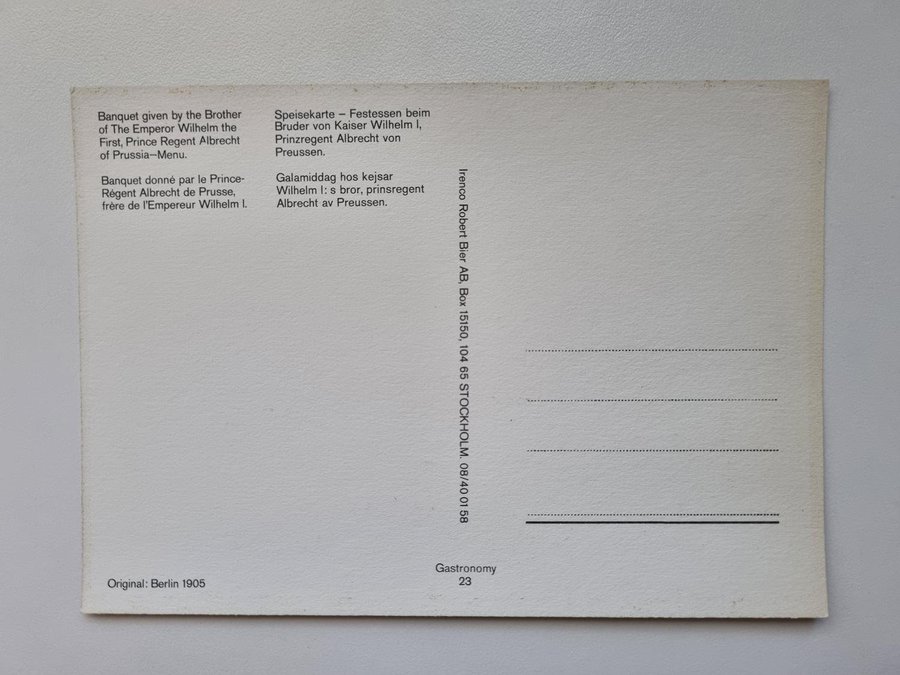 Banquet given by the Brother
of The Emperor Wilhelm the
First, Prince Regent Albrecht
of Prussia—Menu.
Banquet donné par le Prince-
Régent Albrecht de Prusse,
frère de l'Empereur Wilhelm I.
Speisekarte – Festessen beim
Bruder von Kaiser Wilhelm I,
Prinzregent Albrecht von
Preussen.
Galamiddag hos kejsar
Wilhelm I: s bror, prinsregent
Albrecht av Preussen.
Irenco Robert Bier AB, Box 15150, 104 65 STOCKHOLM. 08/40 01 58
Original: Berlin 1905
Gastronomy
23